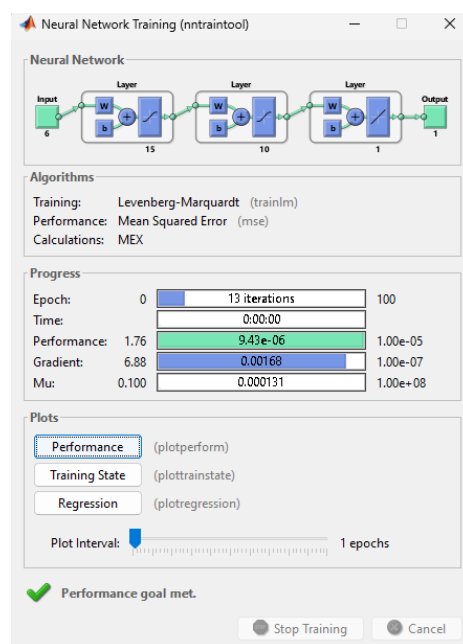 Neural Network Training (nntraintool)
Neural Network
Layer Layer Layer
Input W W W Output
b b b
6 1
15 10 1
Algorithms
Training: Levenberg-Marquardt (trainlm)
Performance: Mean Squared Error (mse)
Calculations: MEX
Progress
Epoch: 0 13 iterations 100
Time: 0:00:00
Performance: 1.76 9.43e-06 1.00e-05
Gradient: 6.88 0.00168 1.00e-07
Mu: 0.100 0.000131 1.00e+08
Plots
Performance (plotperform)
Training State (plottrainstate)
Regression (plotregression)
Plot Interval: 1 epochs
Performance goal met.
Stop Training Cancel